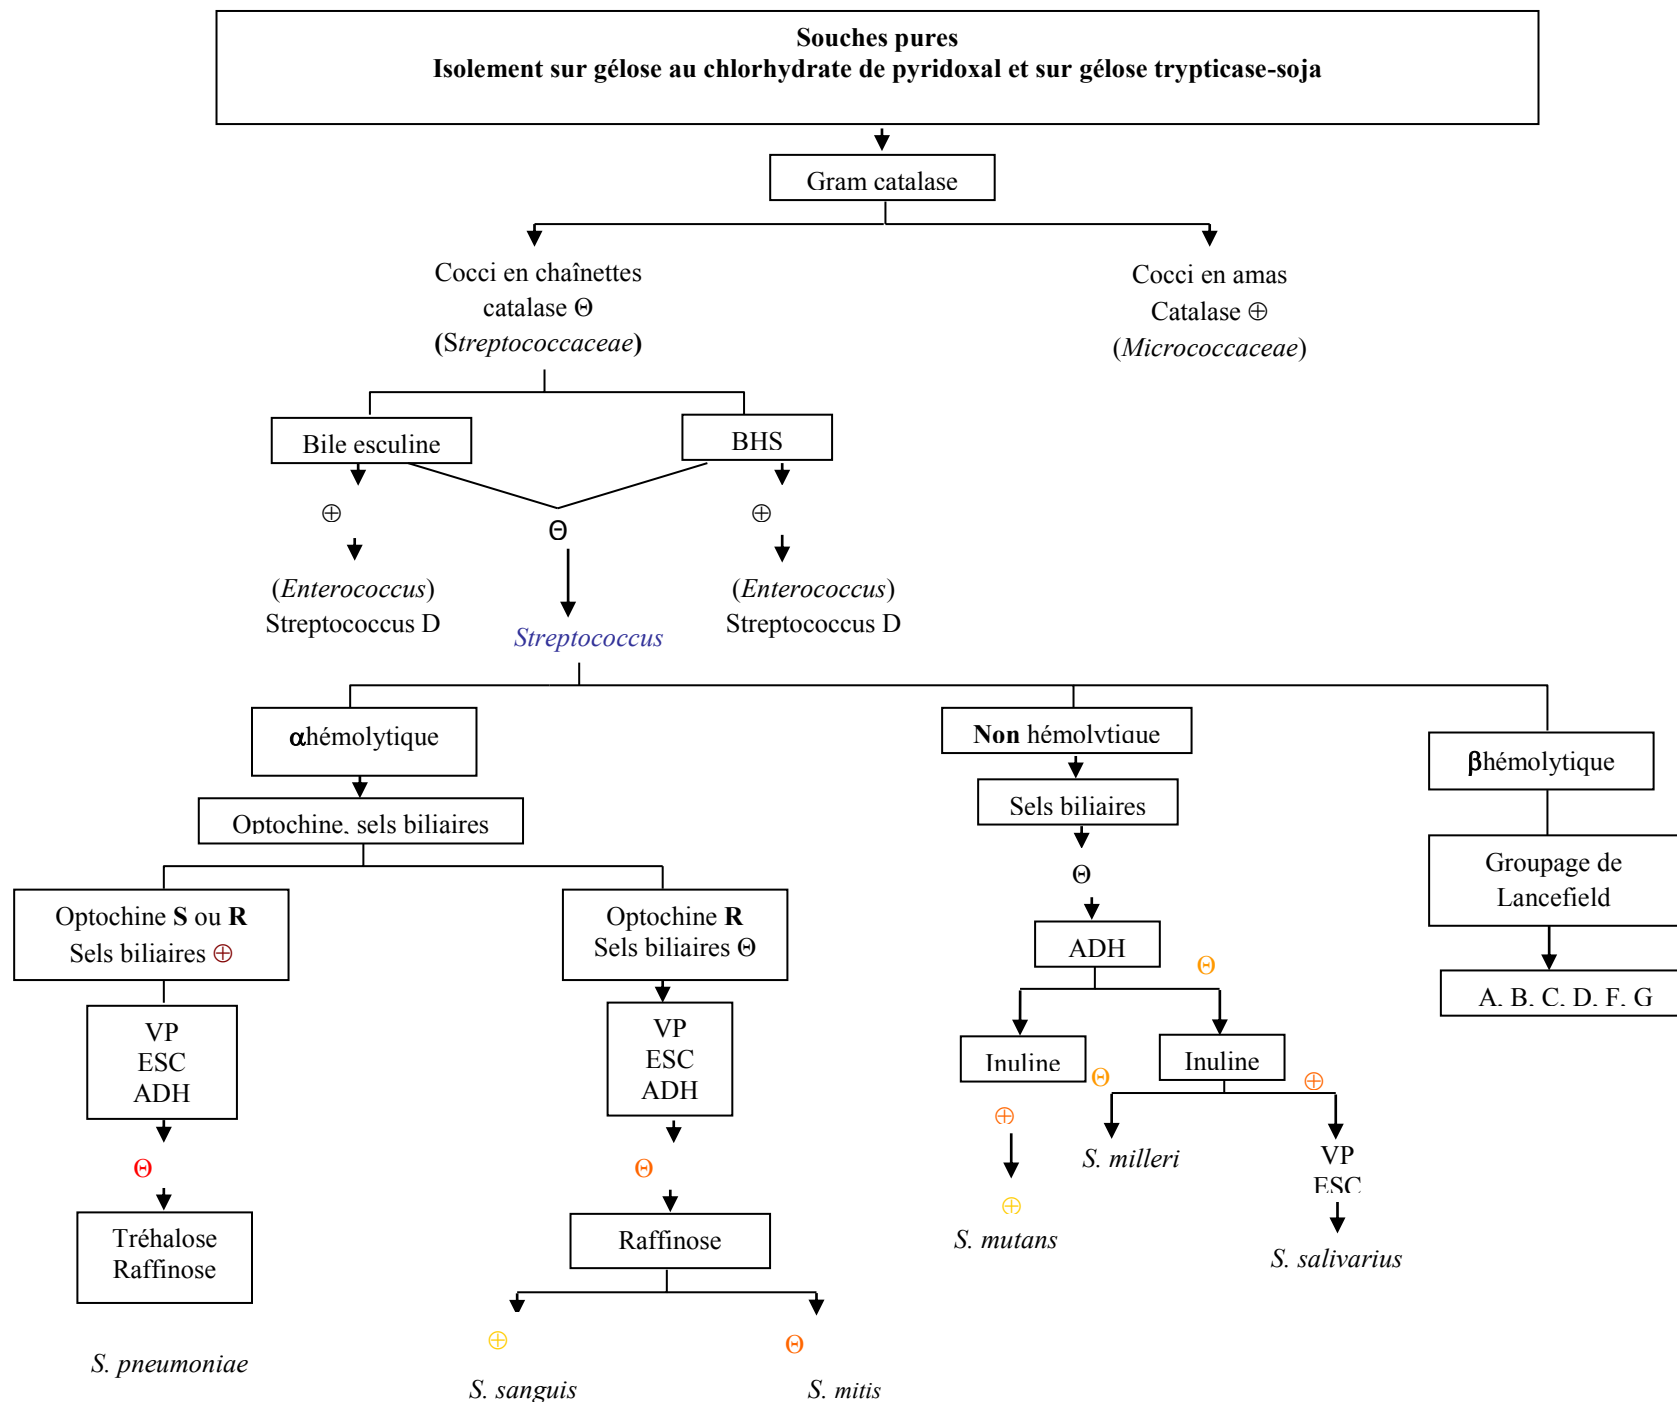 Souches pures
Isolement sur gélose au chlorhydrate de pyridoxal et sur gélose trypticase-soja
Gram catalase
Cocci en chaînettes
catalase Θ
(Streptococcaceae)
Cocci en amas
Catalase ⊕
(Micrococcaceae)
Bile esculine
BHS
⊕
Θ
⊕
(Enterococcus)
Streptococcus D
(Enterococcus)
Streptococcus D
Streptococcus
αhémolytique
Non hémolytique
βhémolytique
Optochine, sels biliaires
Sels biliaires
Θ
Groupage de
Lancefield
A, B, C, D, F, G
Optochine S ou R
Sels biliaires ⊕
Optochine R
Sels biliaires Θ
ADH
Θ
VP
ESC
ADH
VP
ESC
ADH
Inuline
Inuline
Θ
⊕
⊕
⊕
S. mutans
S. milleri
VP
ESC
S. salivarius
Θ
Θ
Tréhalose
Raffinose
Raffinose
⊕
Θ
S. pneumoniae
S. sanguis
S. mitis